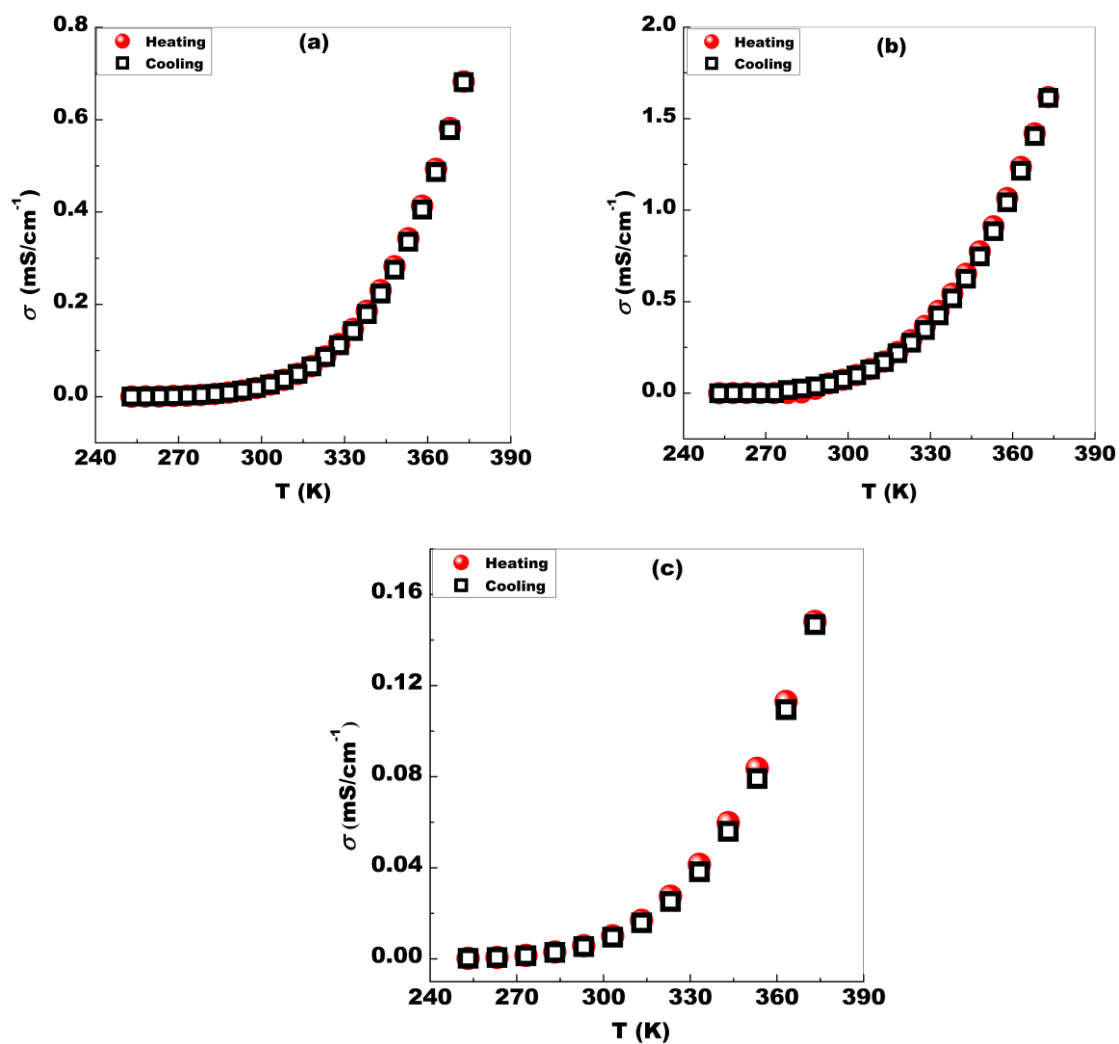 (a)
Heating
Cooling
0.8
0.6
0.4
0.2
0.0
σ (mS/cm⁻¹)
240 270 300 330 360 390
T (K)
(b)
Heating
Cooling
2.0
1.5
1.0
0.5
0.0
σ (mS/cm⁻¹)
240 270 300 330 360 390
T (K)
(c)
Heating
Cooling
0.16
0.12
0.08
0.04
0.00
σ (mS/cm⁻¹)
240 270 300 330 360 390
T (K)